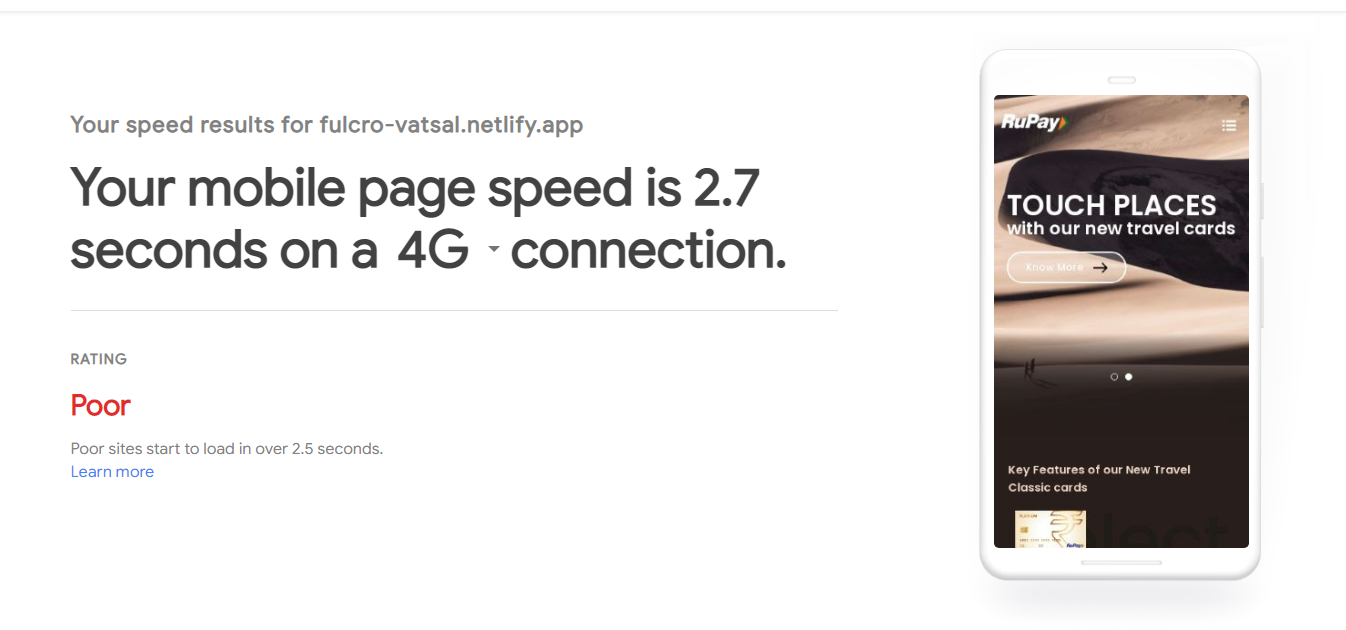 Your speed results for fulcro-vatsal.netlify.app
Your mobile page speed is 2.7
seconds on a 4G connection.
RATING
Poor
Poor sites start to load in over 2.5 seconds.
Learn more
RuPay
TOUCH PLACES
with our new travel cards
Know More
Key Features of our New Travel
Classic cards
RuPay